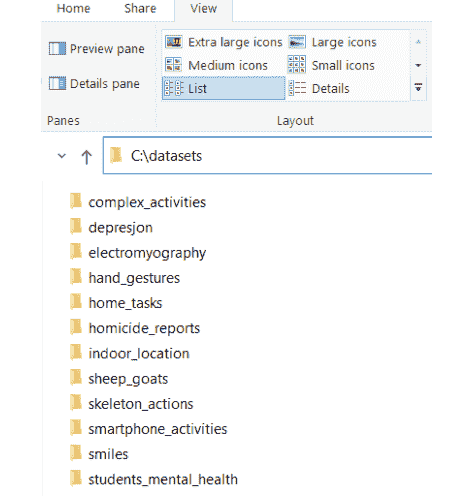 Home Share View
Preview pane Extra large icons Large icons
Medium icons Small icons
Details pane List Details
Panes Layout
C:\datasets
complex_activities
depresjon
electromyography
hand_gestures
home_tasks
homicide_reports
indoor_location
sheep_goats
skeleton_actions
smartphone_activities
smiles
students_mental_health